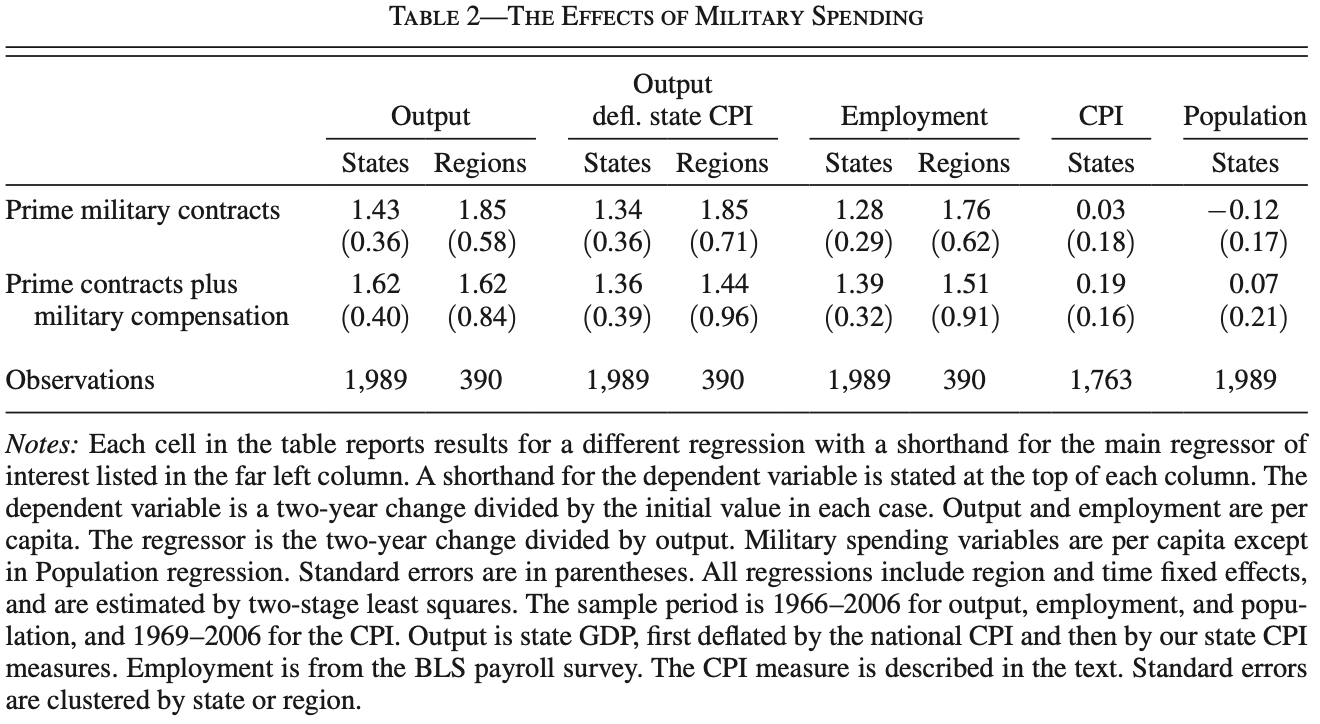 TABLE 2—THE EFFECTS OF MILITARY SPENDING
Output
Output defl. state CPI Employment CPI Population
States Regions States Regions States Regions States States
Prime military contracts 1.43 1.85 1.34 1.85 1.28 1.76 0.03 −0.12
(0.36) (0.58) (0.36) (0.71) (0.29) (0.62) (0.18) (0.17)
Prime contracts plus 1.62 1.62 1.36 1.44 1.39 1.51 0.19 0.07
military compensation (0.40) (0.84) (0.39) (0.96) (0.32) (0.91) (0.16) (0.21)
Observations 1,989 390 1,989 390 1,989 390 1,763 1,989
Notes: Each cell in the table reports results for a different regression with a shorthand for the main regressor of
interest listed in the far left column. A shorthand for the dependent variable is stated at the top of each column. The
dependent variable is a two-year change divided by the initial value in each case. Output and employment are per
capita. The regressor is the two-year change divided by output. Military spending variables are per capita except
in Population regression. Standard errors are in parentheses. All regressions include region and time fixed effects,
and are estimated by two-stage least squares. The sample period is 1966–2006 for output, employment, and popu-
lation, and 1969–2006 for the CPI. Output is state GDP, first deflated by the national CPI and then by our state CPI
measures. Employment is from the BLS payroll survey. The CPI measure is described in the text. Standard errors
are clustered by state or region.